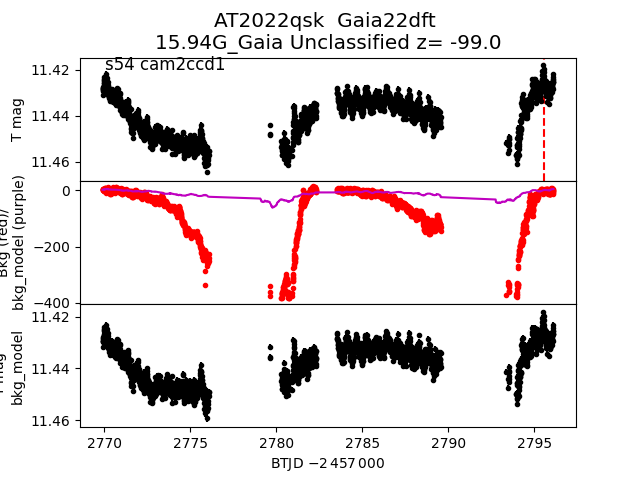 AT2022qsk  Gaia22dft
15.94G_Gaia Unclassified z= -99.0
s54 cam2ccd1
11.42
11.44
11.46
T mag
0
−200
−400
Bkg (red)/
bkg_model (purple)
11.42
11.44
11.46
mag
bkg_model
2770
2775
2780
2785
2790
2795
BTJD −2 457 000